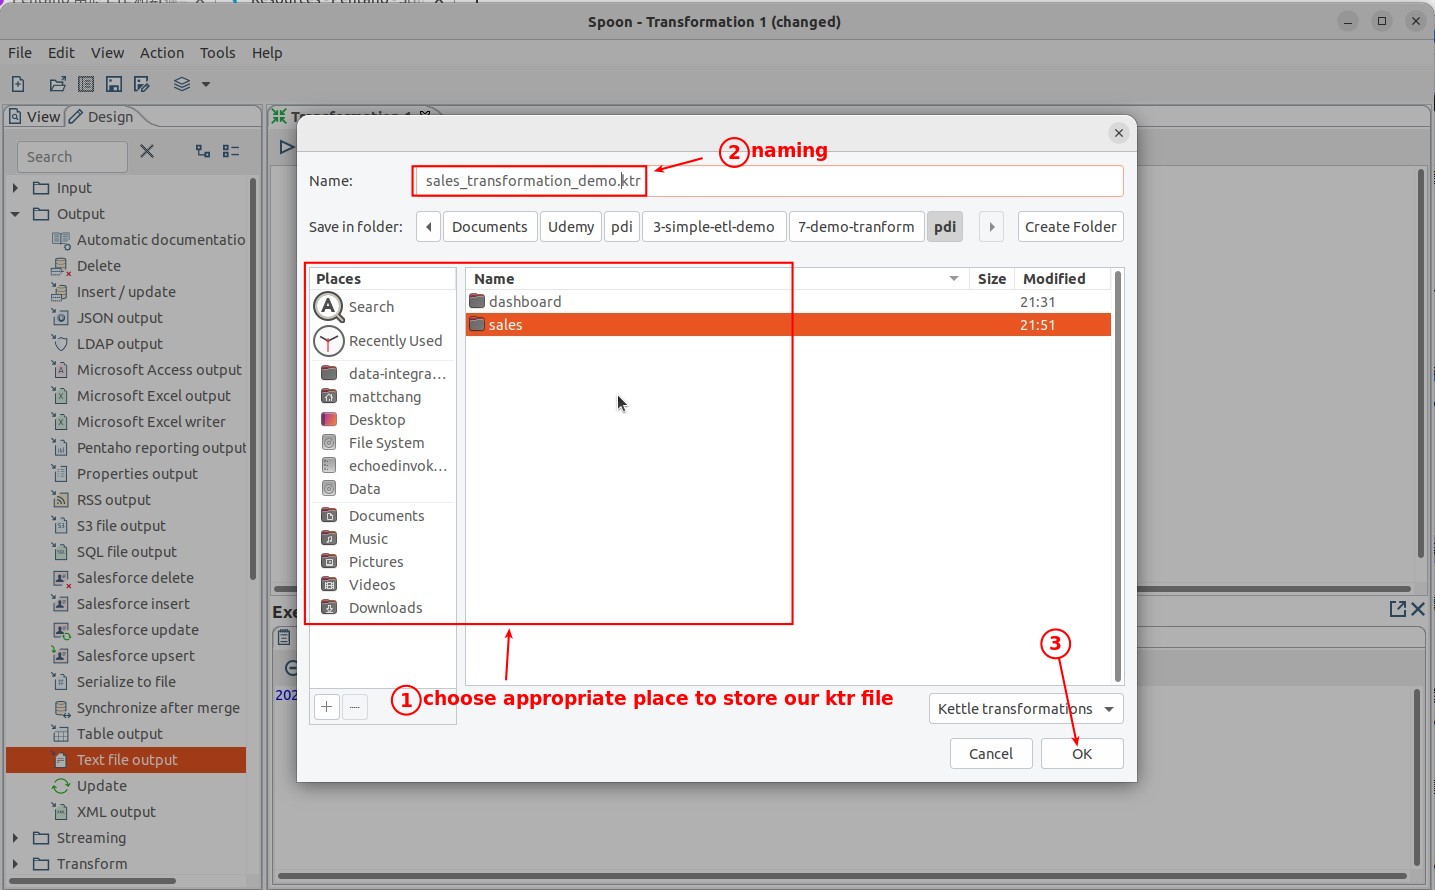 Spoon - Transformation 1 (changed)
File Edit View Action Tools Help
View Design
Search
Input
Output
Automatic documentatio
Delete
Insert / update
JSON output
LDAP output
Microsoft Access output
Microsoft Excel output
Microsoft Excel writer
Pentaho reporting output
Properties output
RSS output
S3 file output
SQL file output
Salesforce delete
Salesforce insert
Salesforce update
Salesforce upsert
Serialize to file
Synchronize after merge
Table output
Text file output
Update
XML output
Streaming
Transform
2 naming
Name: sales_transformation_demo.ktr
Save in folder: Documents Udemy pdi 3-simple-etl-demo 7-demo-tranform pdi Create Folder
Places
Search
Recently Used
data-integra...
mattchang
Desktop
File System
echoedinvok...
Data
Documents
Music
Pictures
Videos
Downloads
Name Size Modified
dashboard 21:31
sales 21:51
Exe
202
1 choose appropriate place to store our ktr file
3
Kettle transformations
Cancel OK